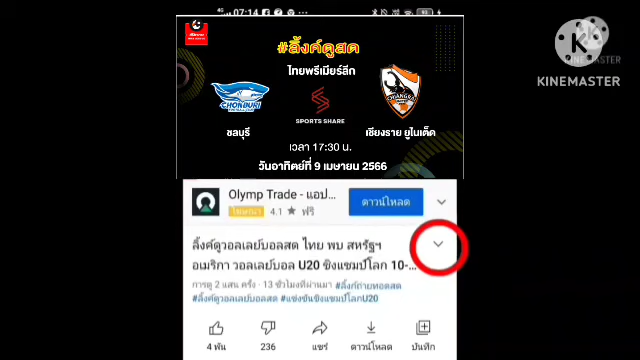 07:14
#ลิ้งค์ดูสด
ไทยพรีเมียร์ลีก
CHONBURI
CHIANGRAI
SPORTS SHARE
ชลบุรี
เชียงราย ยูไนเต็ด
เวลา 17:30 น.
วันอาทิตย์ที่ 9 เมษายน 2566
KINEMASTER
KINEMASTER
Olymp Trade - แอป...
โฆษณา 4.1 ★ ฟรี
ดาวน์โหลด
ลิ้งค์ดูวอลเลย์บอลสด ไทย พบ สหรัฐฯ
อเมริกา วอลเลย์บอล U20 ชิงแชมป์โลก 10-...
การดู 2 แสน ครั้ง · 13 ชั่วโมงที่ผ่านมา #ลิ้งก์ถ่ายทอดสด
#ลิ้งค์ดูวอลเลย์บอลสด #แข่งขันชิงแชมป์โลกU20
4 พัน 236 แชร์ ดาวน์โหลด บันทึก